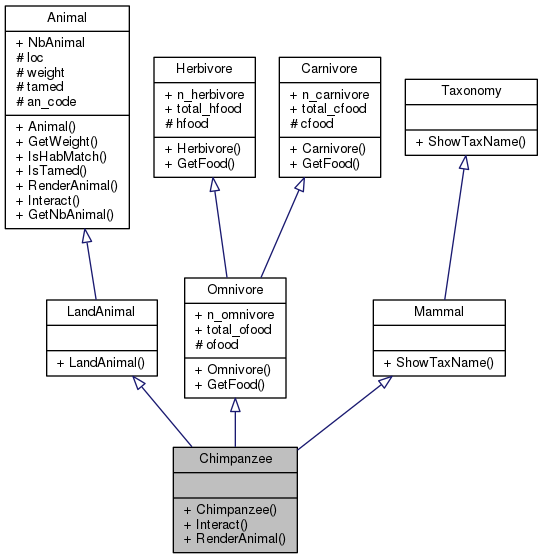 Animal
+ NbAnimal
# loc
# weight
# tamed
# an_code
+ Animal()
+ GetWeight()
+ IsHabMatch()
+ IsTamed()
+ RenderAnimal()
+ Interact()
+ GetNbAnimal()
Herbivore
+ n_herbivore
+ total_hfood
# hfood
+ Herbivore()
+ GetFood()
Carnivore
+ n_carnivore
+ total_cfood
# cfood
+ Carnivore()
+ GetFood()
Taxonomy
+ ShowTaxName()
LandAnimal
+ LandAnimal()
Omnivore
+ n_omnivore
+ total_ofood
# ofood
+ Omnivore()
+ GetFood()
Mammal
+ ShowTaxName()
Chimpanzee
+ Chimpanzee()
+ Interact()
+ RenderAnimal()